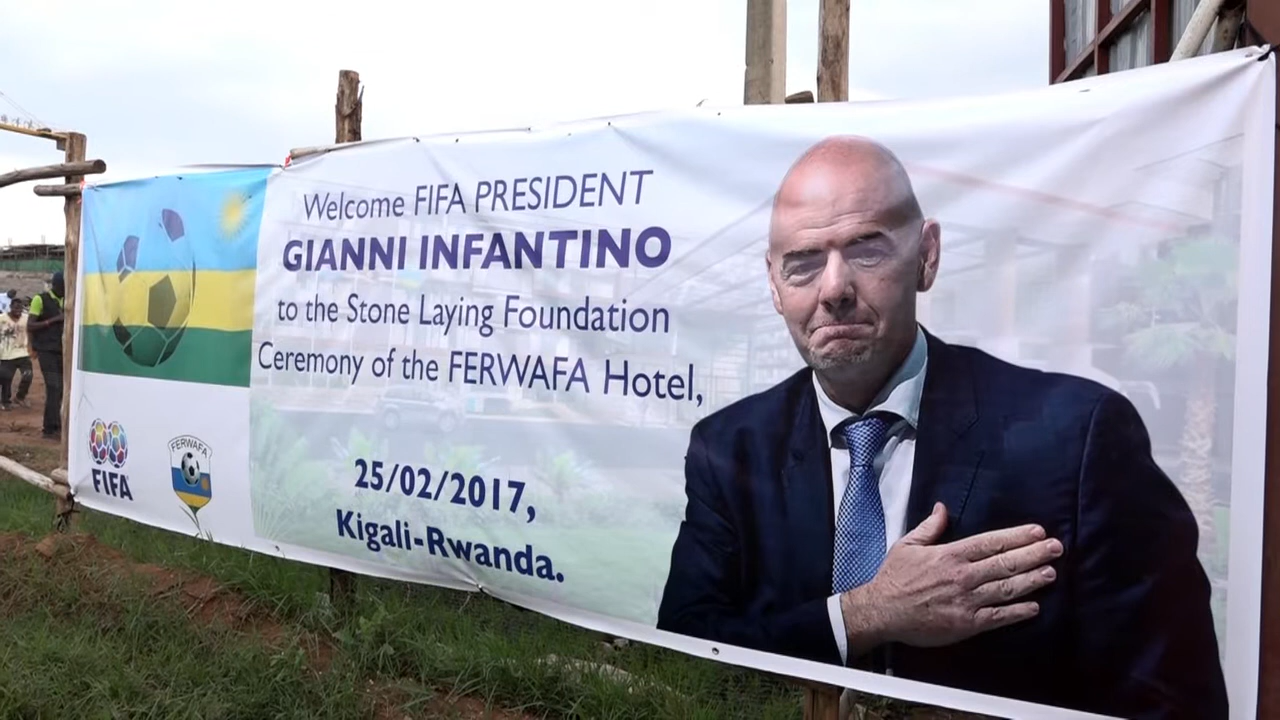 Welcome FIFA PRESIDENT
GIANNI INFANTINO
to the Stone Laying Foundation
Ceremony of the FERWAFA Hotel,
25/02/2017,
Kigali-Rwanda.
FIFA
FERWAFA